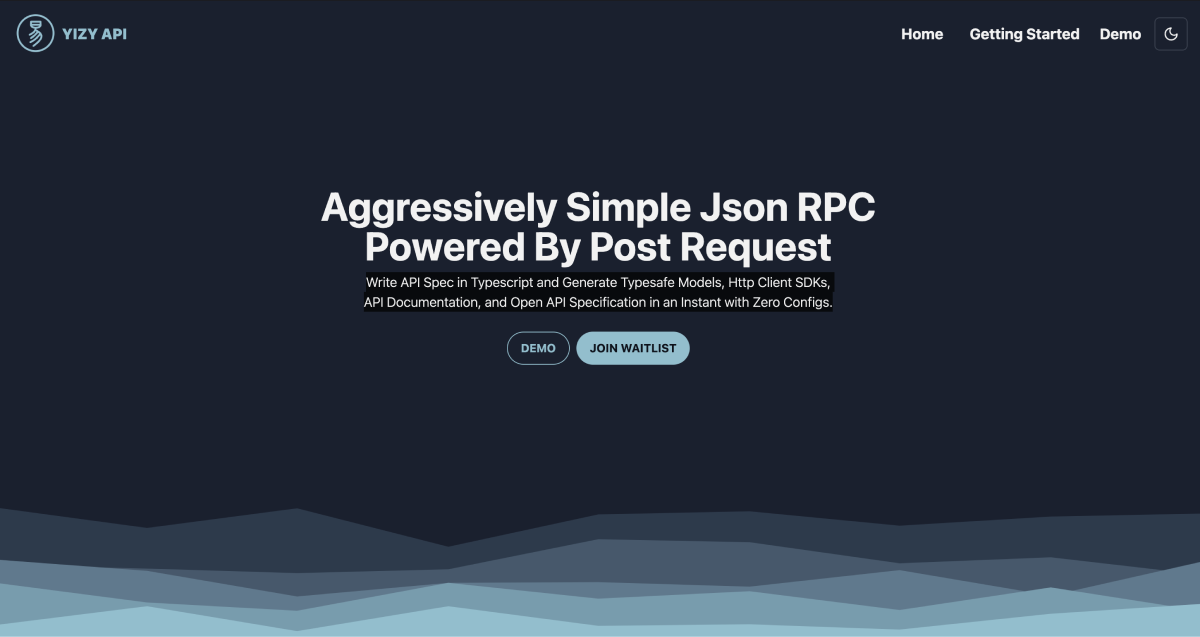 YIZY API
Home Getting Started Demo
Aggressively Simple Json RPC
Powered By Post Request
Write API Spec in Typescript and Generate Typesafe Models, Http Client SDKs,
API Documentation, and Open API Specification in an Instant with Zero Configs.
DEMO JOIN WAITLIST